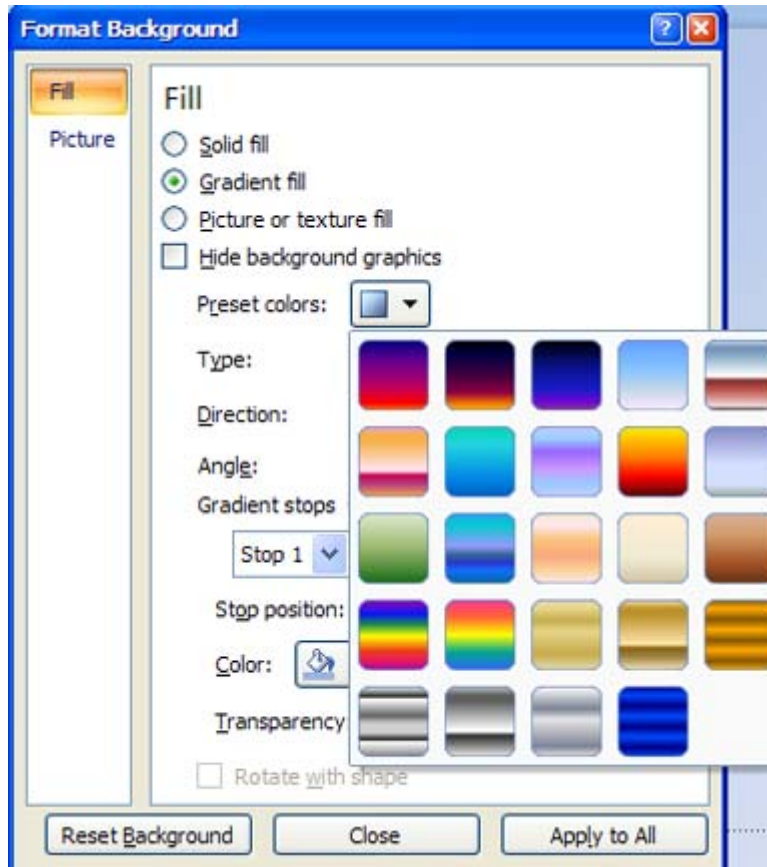 Format Background
Fill
Picture
Fill
Solid fill
Gradient fill
Picture or texture fill
Hide background graphics
Preset colors:
Type:
Direction:
Angle:
Gradient stops
Stop 1
Stop position:
Color:
Transparency
Rotate with shape
Reset Background Close Apply to All